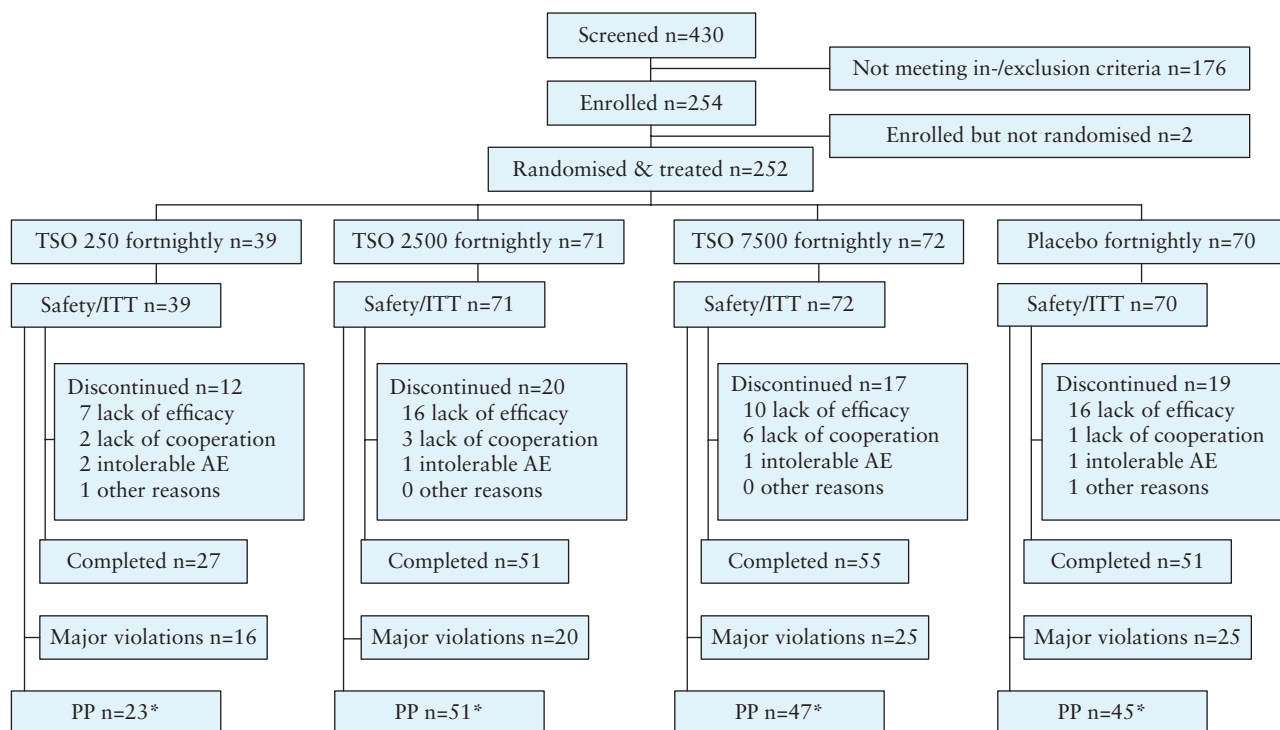 Screened n=430
Not meeting in-/exclusion criteria n=176
Enrolled n=254
Enrolled but not randomised n=2
Randomised & treated n=252
TSO 250 fortnightly n=39
TSO 2500 fortnightly n=71
TSO 7500 fortnightly n=72
Placebo fortnightly n=70
Safety/ITT n=39
Safety/ITT n=71
Safety/ITT n=72
Safety/ITT n=70
Discontinued n=12
7 lack of efficacy
2 lack of cooperation
2 intolerable AE
1 other reasons
Discontinued n=20
16 lack of efficacy
3 lack of cooperation
1 intolerable AE
0 other reasons
Discontinued n=17
10 lack of efficacy
6 lack of cooperation
1 intolerable AE
0 other reasons
Discontinued n=19
16 lack of efficacy
1 lack of cooperation
1 intolerable AE
1 other reasons
Completed n=27
Completed n=51
Completed n=55
Completed n=51
Major violations n=16
Major violations n=20
Major violations n=25
Major violations n=25
PP n=23*
PP n=51*
PP n=47*
PP n=45*